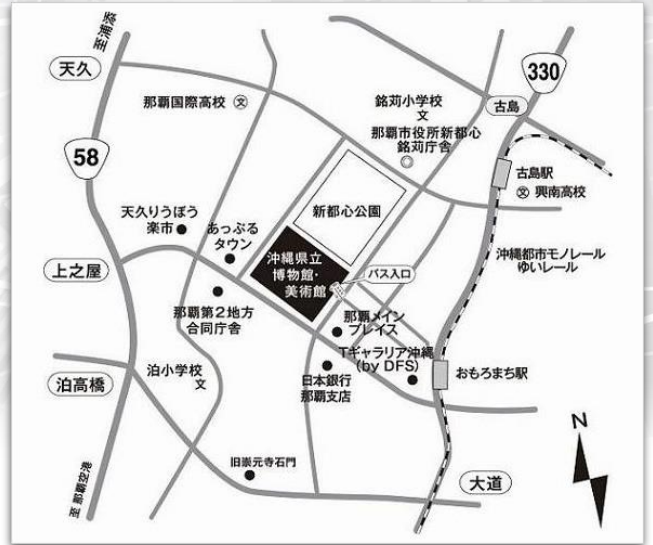 至浦添
天久
58
330
那覇国際高校 文
銘苅小学校
文
那覇市役所新都心
銘苅庁舎
古島
古島駅
文 興南高校
新都心公園
天久りうぼう
楽市
あっぷる
タウン
沖縄県立
博物館・
美術館
バス入口
沖縄都市モノレール
ゆいレール
上之屋
那覇第2地方
合同庁舎
那覇メイン
プレイス
Tギャラリア沖縄
(by DFS)
おもろまち駅
泊高橋
泊小学校
文
日本銀行
那覇支店
旧崇元寺石門
大道
至 那覇空港
N